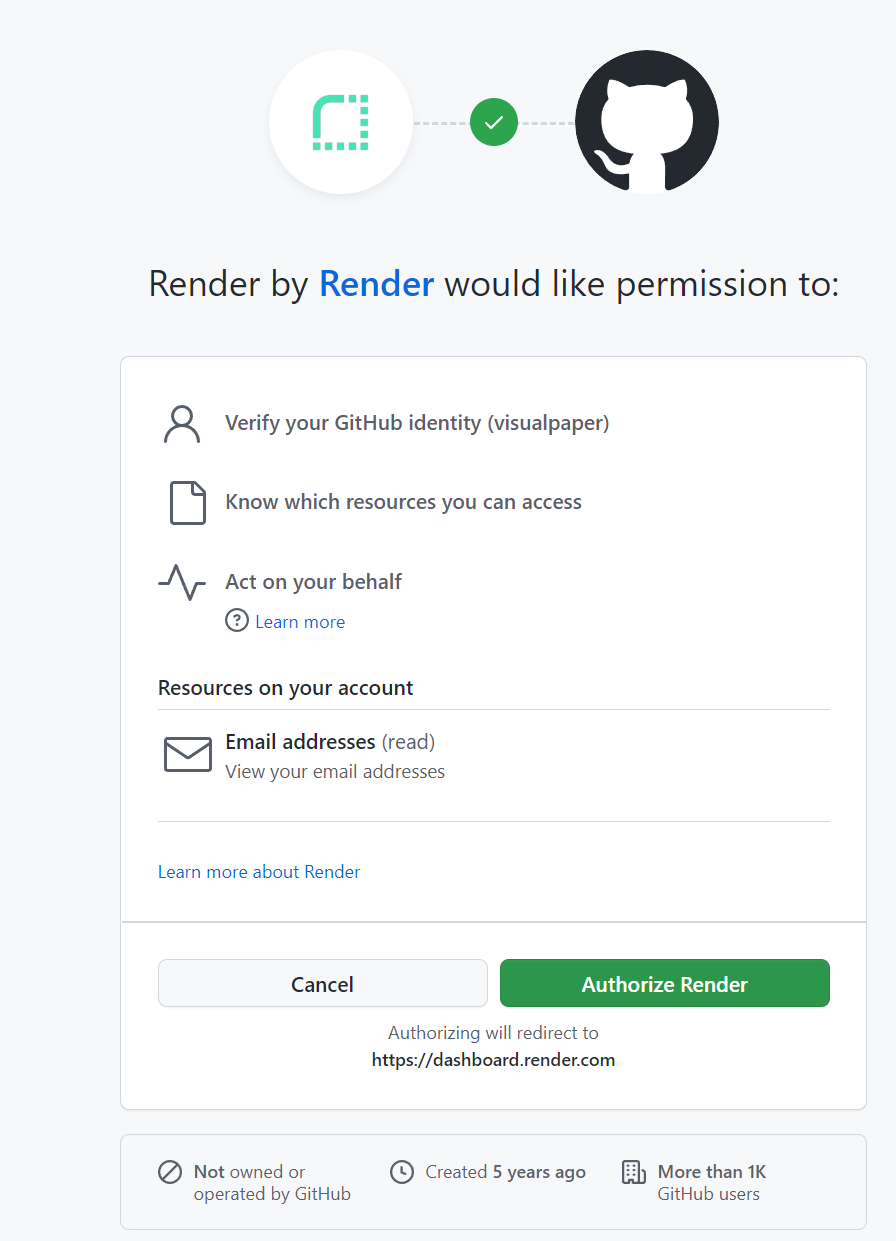 Render by Render would like permission to:
Verify your GitHub identity (visualpaper)
Know which resources you can access
Act on your behalf
Learn more
Resources on your account
Email addresses (read)
View your email addresses
Learn more about Render
Cancel
Authorize Render
Authorizing will redirect to
https://dashboard.render.com
Not owned or
operated by GitHub
Created 5 years ago
More than 1K
GitHub users